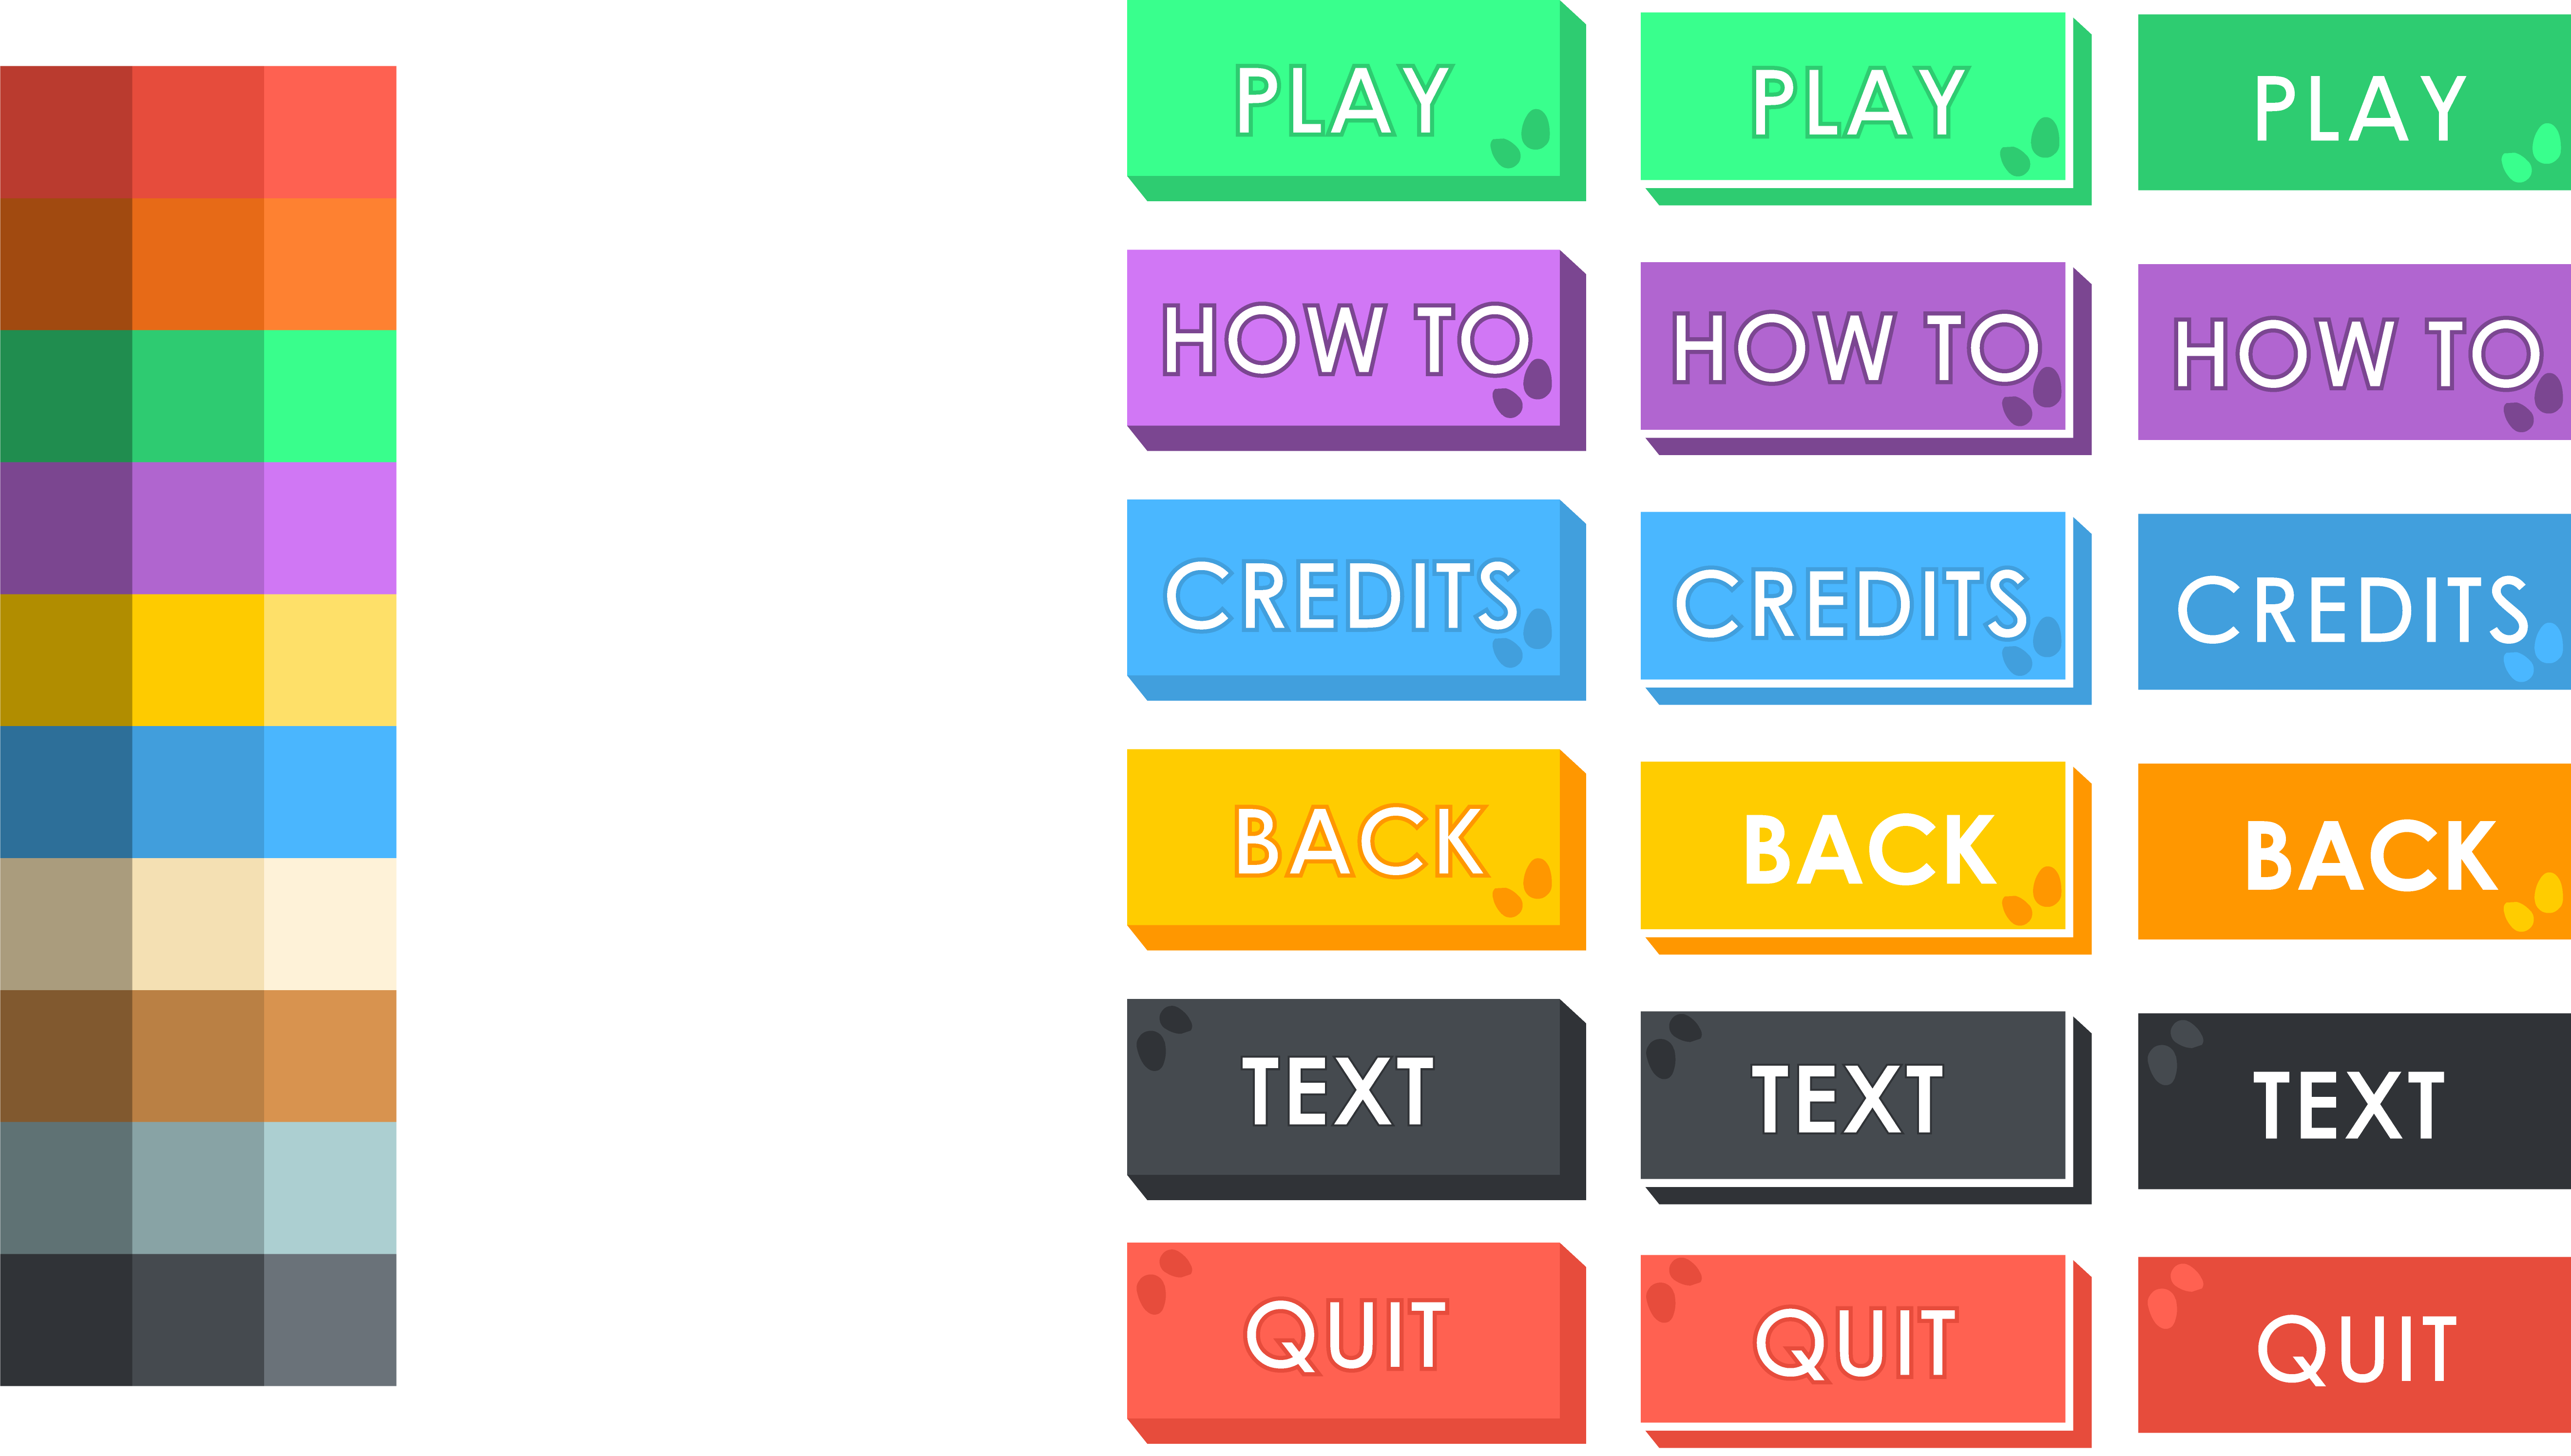 PLAY PLAY PLAY
HOW TO HOW TO HOW TO
CREDITS CREDITS CREDITS
BACK BACK BACK
TEXT TEXT TEXT
QUIT QUIT QUIT